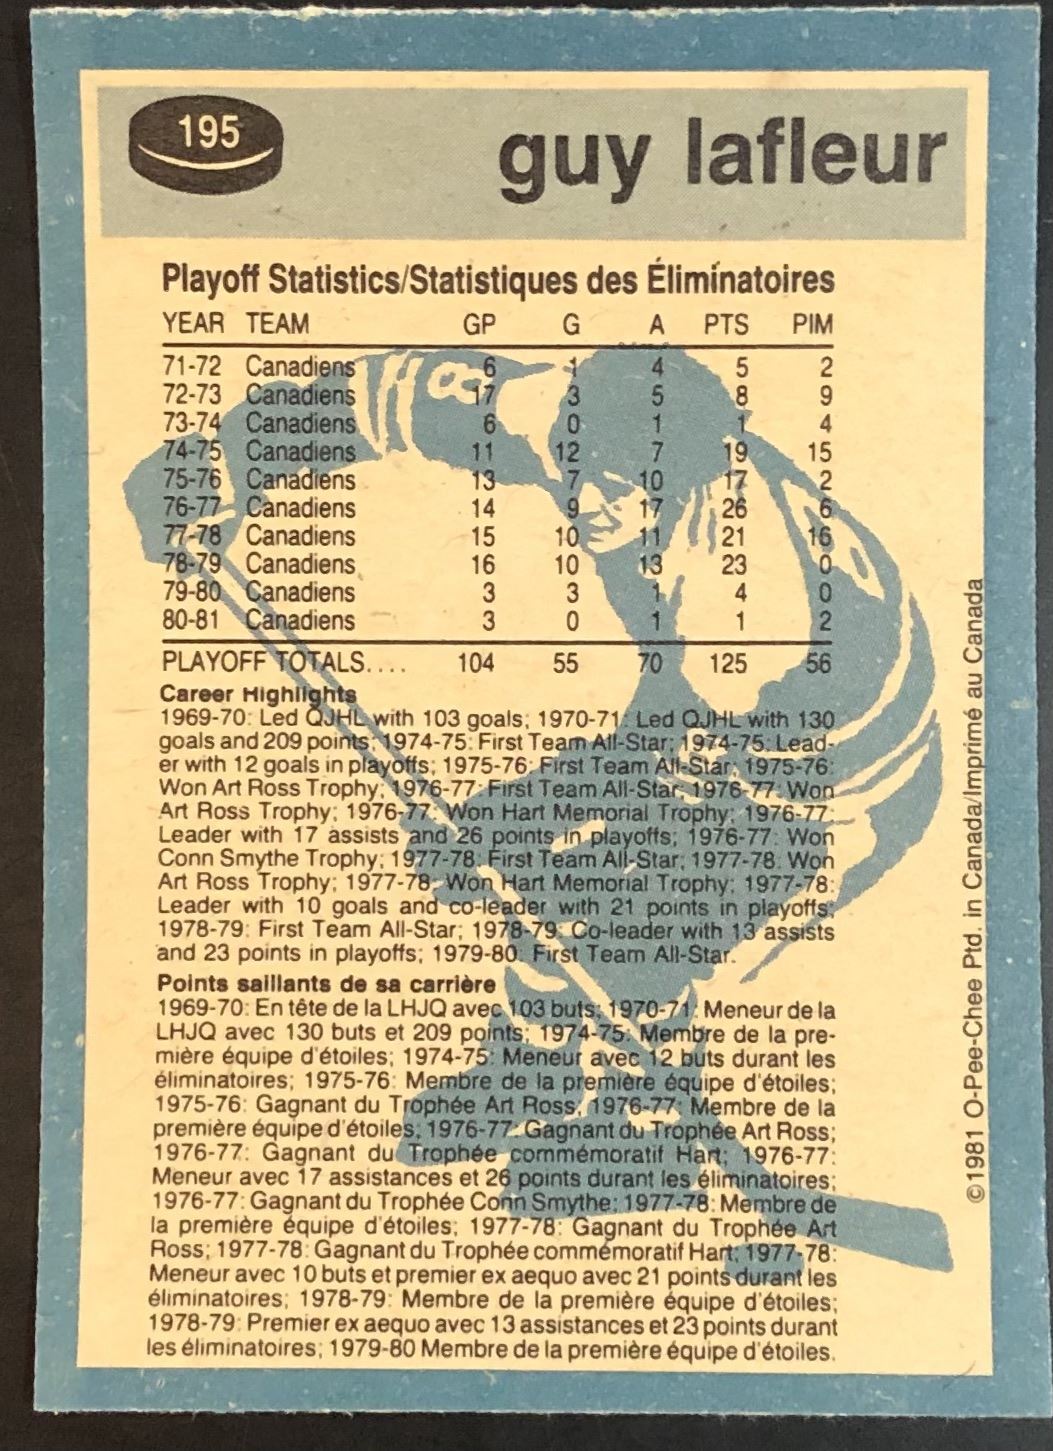 195
guy lafleur
Playoff Statistics/Statistiques des Éliminatoires
YEAR TEAM GP G A PTS PIM
71-72 Canadiens 6 1 4 5 2
72-73 Canadiens 17 3 5 8 9
73-74 Canadiens 6 0 1 1 4
74-75 Canadiens 11 12 7 19 15
75-76 Canadiens 13 7 10 17 2
76-77 Canadiens 14 9 17 26 6
77-78 Canadiens 15 10 11 21 16
78-79 Canadiens 16 10 13 23 0
79-80 Canadiens 3 3 1 4 0
80-81 Canadiens 3 0 1 1 2
PLAYOFF TOTALS.... 104 55 70 125 56
Career Highlights
1969-70: Led QJHL with 103 goals; 1970-71: Led QJHL with 130
goals and 209 points; 1974-75: First Team All-Star; 1974-75: Lead-
er with 12 goals in playoffs; 1975-76: First Team All-Star; 1975-76:
Won Art Ross Trophy; 1976-77: First Team All-Star; 1976-77: Won
Art Ross Trophy; 1976-77: Won Hart Memorial Trophy; 1976-77:
Leader with 17 assists and 26 points in playoffs; 1976-77: Won
Conn Smythe Trophy; 1977-78: First Team All-Star; 1977-78: Won
Art Ross Trophy; 1977-78: Won Hart Memorial Trophy; 1977-78:
Leader with 10 goals and co-leader with 21 points in playoffs;
1978-79: First Team All-Star; 1978-79: Co-leader with 13 assists
and 23 points in playoffs; 1979-80: First Team All-Star.
Points saillants de sa carrière
1969-70: En tête de la LHJQ avec 103 buts; 1970-71: Meneur de la
LHJQ avec 130 buts et 209 points; 1974-75: Membre de la pre-
mière équipe d'étoiles; 1974-75: Meneur avec 12 buts durant les
éliminatoires; 1975-76: Membre de la première équipe d'étoiles;
1975-76: Gagnant du Trophée Art Ross; 1976-77: Membre de la
première équipe d'étoiles; 1976-77: Gagnant du Trophée Art Ross;
1976-77: Gagnant du Trophée commémoratif Hart; 1976-77:
Meneur avec 17 assistances et 26 points durant les éliminatoires;
1976-77: Gagnant du Trophée Conn Smythe; 1977-78: Membre de
la première équipe d'étoiles; 1977-78: Gagnant du Trophée Art
Ross; 1977-78: Gagnant du Trophée commémoratif Hart; 1977-78:
Meneur avec 10 buts et premier ex aequo avec 21 points durant les
éliminatoires; 1978-79: Membre de la première équipe d'étoiles;
1978-79: Premier ex aequo avec 13 assistances et 23 points durant
les éliminatoires; 1979-80 Membre de la première équipe d'étoiles.
©1981 O-Pee-Chee Ptd. in Canada/Imprimé au Canada